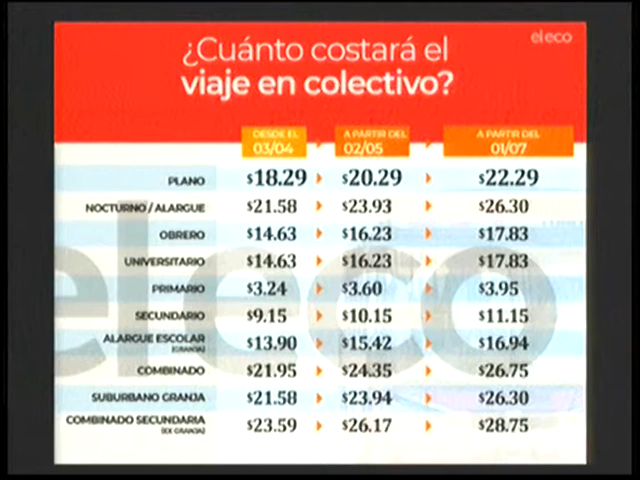 el eco
¿Cuánto costará el
viaje en colectivo?
DESDE EL A PARTIR DEL A PARTIR DEL
03/04 02/05 01/07
PLANO $18.29 $20.29 $22.29
NOCTURNO / ALARGUE $21.58 $23.93 $26.30
OBRERO $14.63 $16.23 $17.83
UNIVERSITARIO $14.63 $16.23 $17.83
PRIMARIO $3.24 $3.60 $3.95
SECUNDARIO $9.15 $10.15 $11.15
ALARGUE ESCOLAR $13.90 $15.42 $16.94
(GRANJA)
COMBINADO $21.95 $24.35 $26.75
SUBURBANO GRANJA $21.58 $23.94 $26.30
COMBINADO SECUNDARIA $23.59 $26.17 $28.75
(EX GRANJA)
el eco